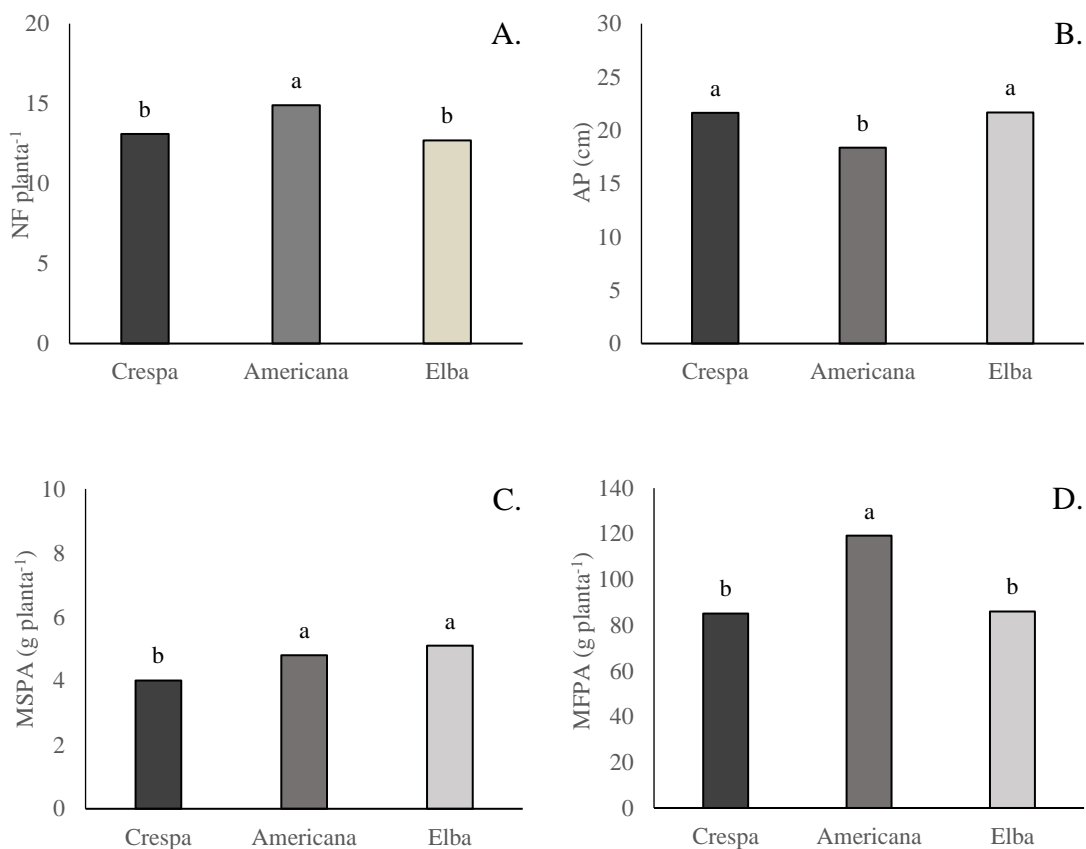 A.
NF planta-1
20
15
10
5
0
b
a
b
Crespa Americana Elba
B.
AP (cm)
30
25
20
15
10
5
0
a
b
a
Crespa Americana Elba
C.
MSPA (g planta-1)
10
8
6
4
2
0
b
a
a
Crespa Americana Elba
D.
MFPA (g planta-1)
140
120
100
80
60
40
20
0
b
a
b
Crespa Americana Elba